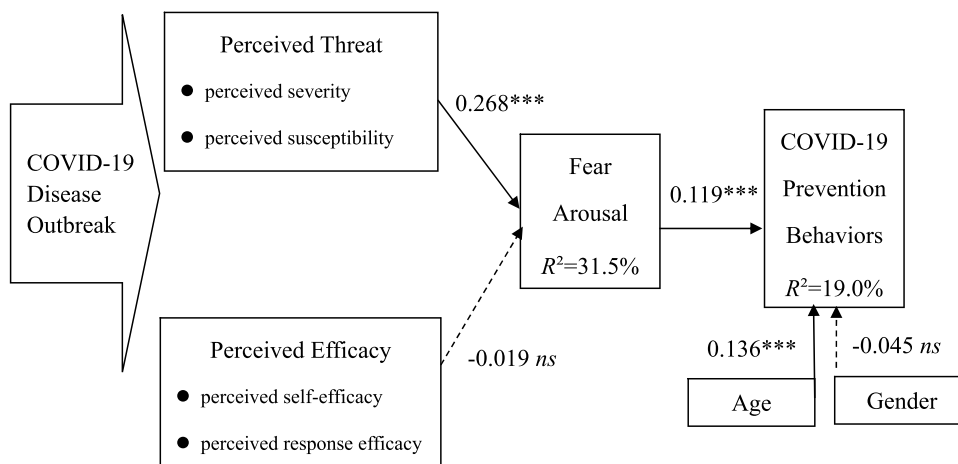 Perceived Threat
● perceived severity
● perceived susceptibility
0.268***
COVID-19
Disease
Outbreak
Fear
Arousal
R²=31.5%
0.119***
COVID-19
Prevention
Behaviors
R²=19.0%
Perceived Efficacy
● perceived self-efficacy
● perceived response efficacy
-0.019 ns
0.136***
-0.045 ns
Age
Gender